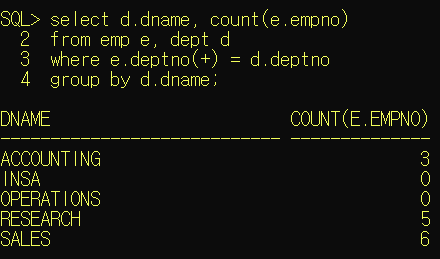 SQL> select d.dname, count(e.empno)
  2  from emp e, dept d
  3  where e.deptno(+) = d.deptno
  4  group by d.dname;
DNAME                        COUNT(E.EMPNO)
---------------------------- --------------
ACCOUNTING                                3
INSA                                      0
OPERATIONS                                0
RESEARCH                                  5
SALES                                     6